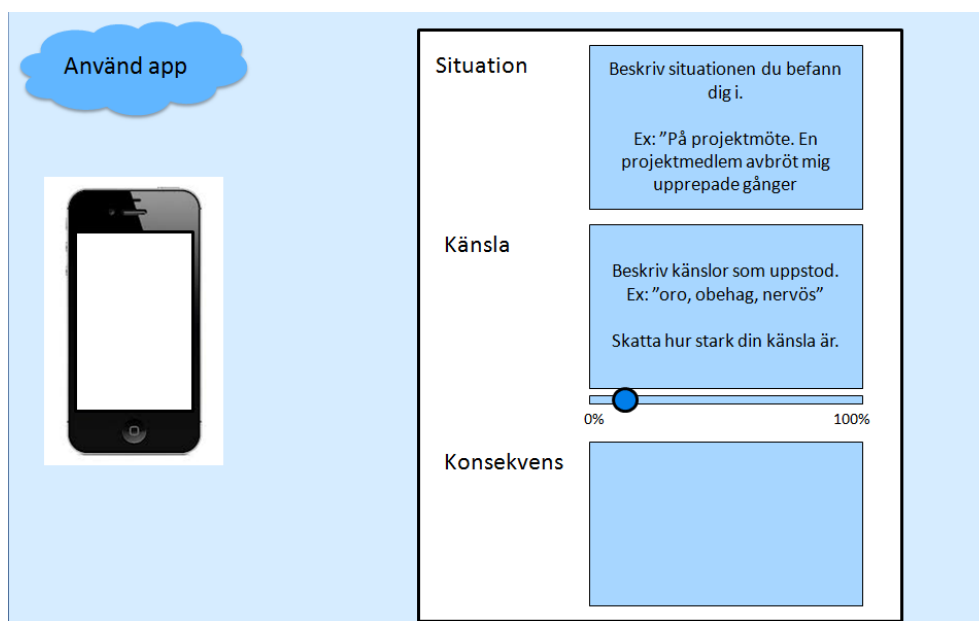 Använd app
Situation
Beskriv situationen du befann
dig i.
Ex: ”På projektmöte. En
projektmedlem avbröt mig
upprepade gånger
Känsla
Beskriv känslor som uppstod.
Ex: ”oro, obehag, nervös”
Skatta hur stark din känsla är.
0%
100%
Konsekvens